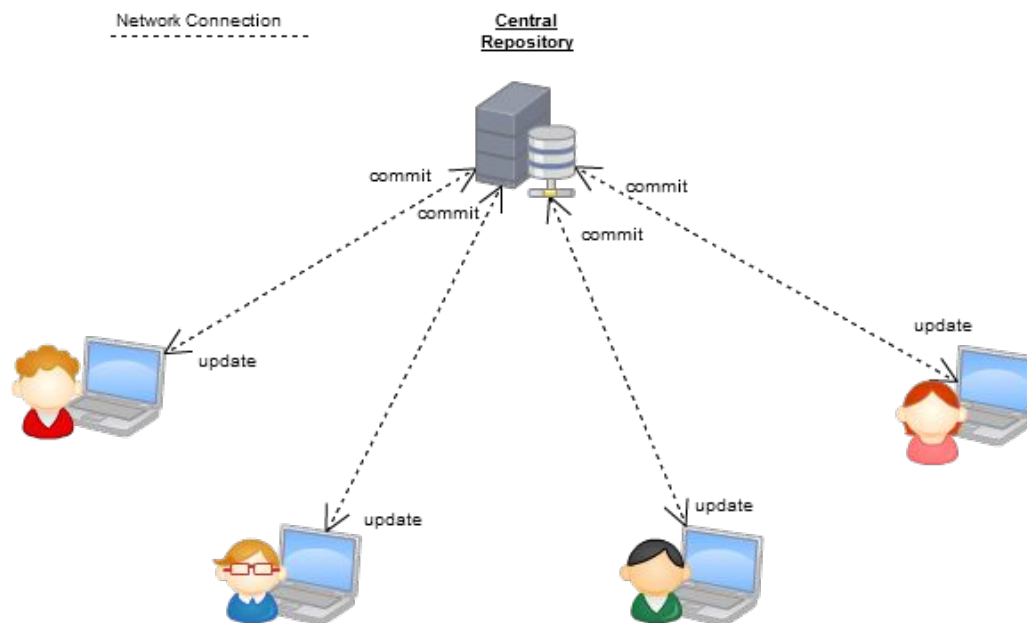 Network Connection
Central
Repository
commit
commit
commit
commit
update
update
update
update